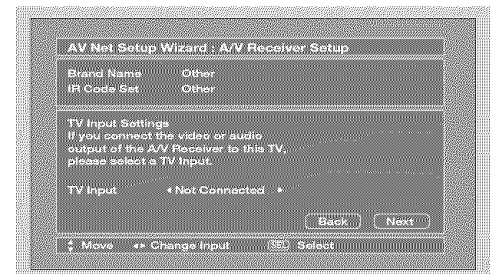 AV Net Setup Wizard : A/V Receiver Setup
Brand Name Other
IR Code Set Other
TV Input Settings
If you connect the video or audio
output of the A/V Receiver to this TV,
please select a TV Input.
TV Input Not Connected
Back Next
Move Change Input SEL Select